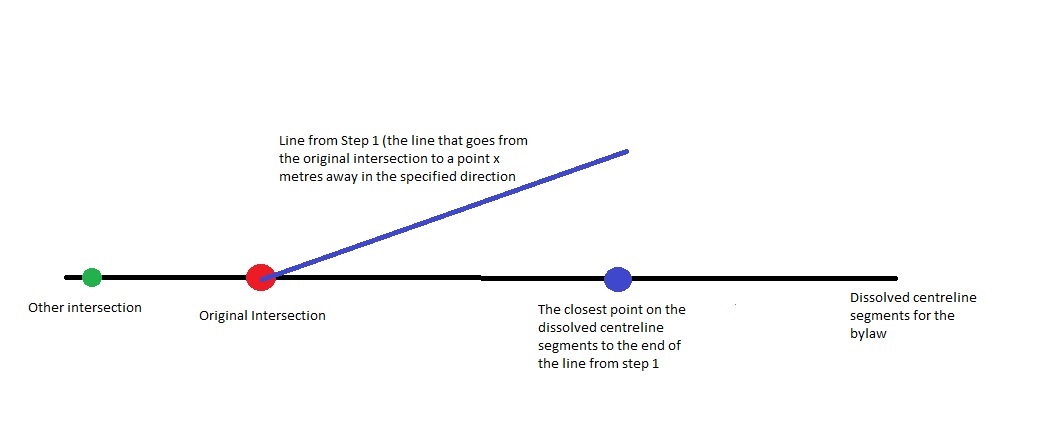 Line from Step 1 (the line that goes from
the original intersection to a point x
metres away in the specified direction
Other intersection
Original Intersection
The closest point on the
dissolved centreline
segments to the end of
the line from step 1
Dissolved centreline
segments for the
bylaw